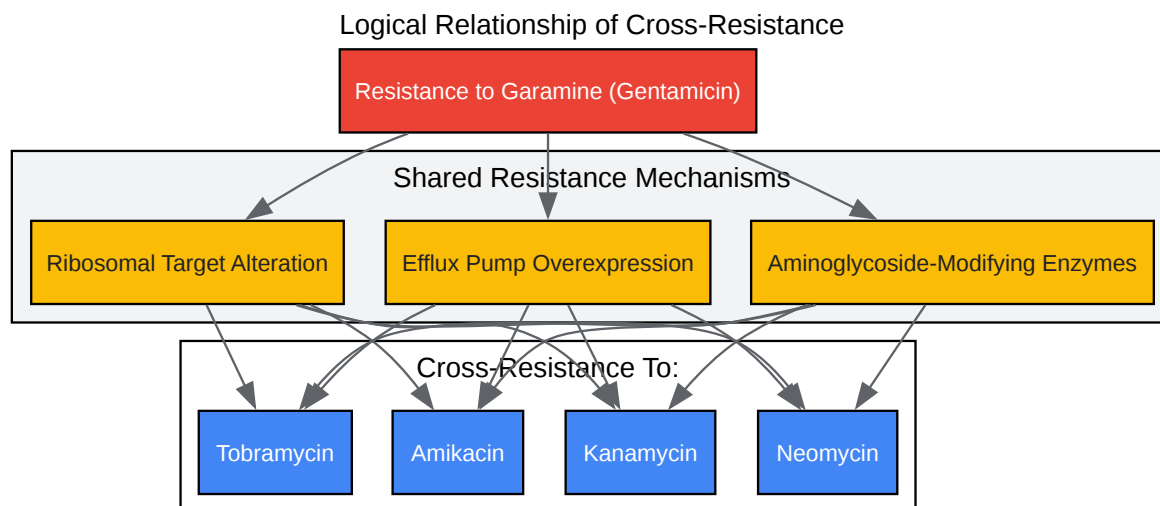 Logical Relationship of Cross-Resistance
Resistance to Garamine (Gentamicin)
Shared Resistance Mechanisms
Ribosomal Target Alteration
Efflux Pump Overexpression
Aminoglycoside-Modifying Enzymes
Cross-Resistance To:
Tobramycin
Amikacin
Kanamycin
Neomycin